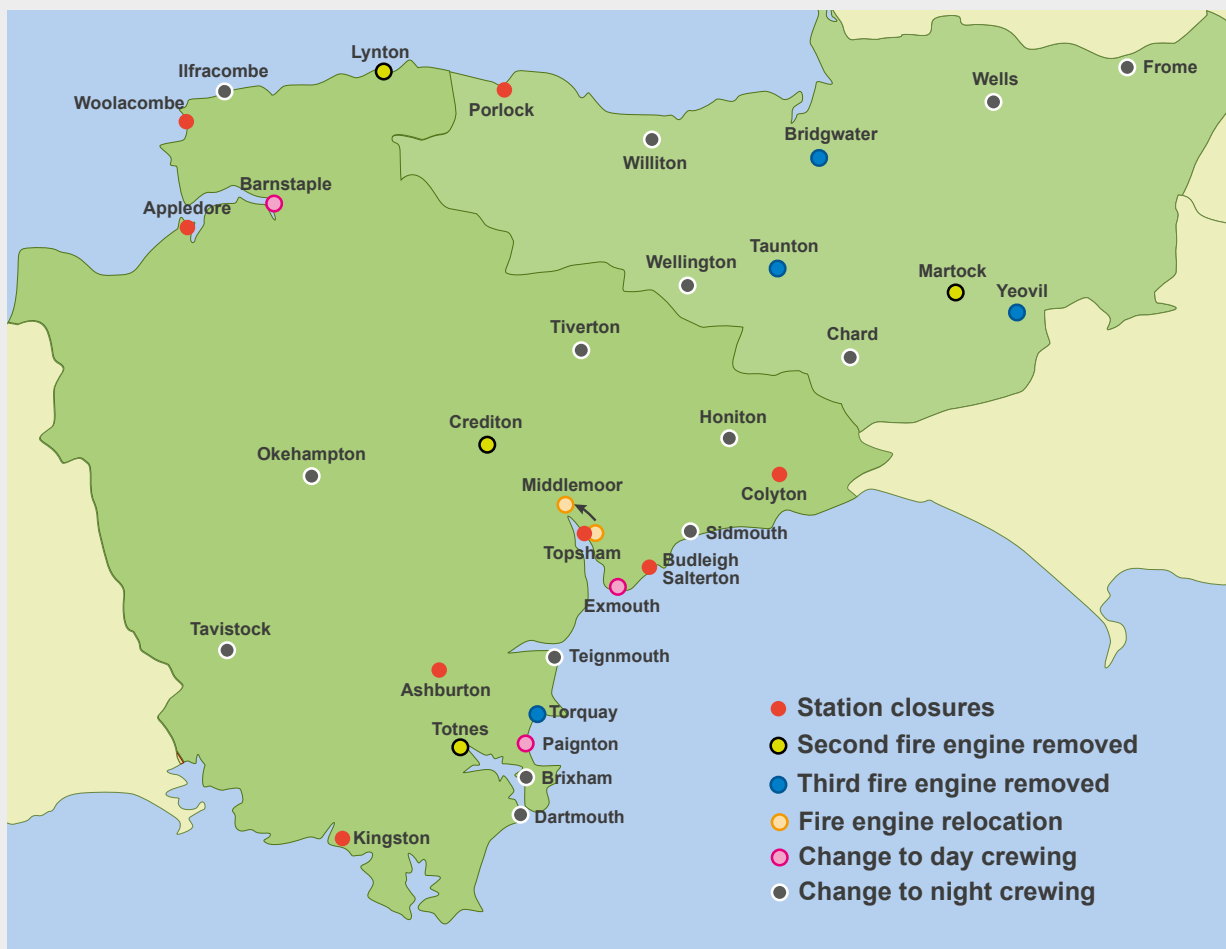 Lynton
Ilfracombe
Woolacombe
Porlock
Frome
Wells
Bridgwater
Williton
Barnstaple
Appledore
Taunton
Wellington
Martock
Yeovil
Tiverton
Chard
Crediton
Honiton
Okehampton
Middlemoor
Colyton
Sidmouth
Topsham
Budleigh
Salterton
Exmouth
Tavistock
Teignmouth
Ashburton
Torquay
Totnes
Paignton
Brixham
Dartmouth
Kingston
Station closures
Second fire engine removed
Third fire engine removed
Fire engine relocation
Change to day crewing
Change to night crewing